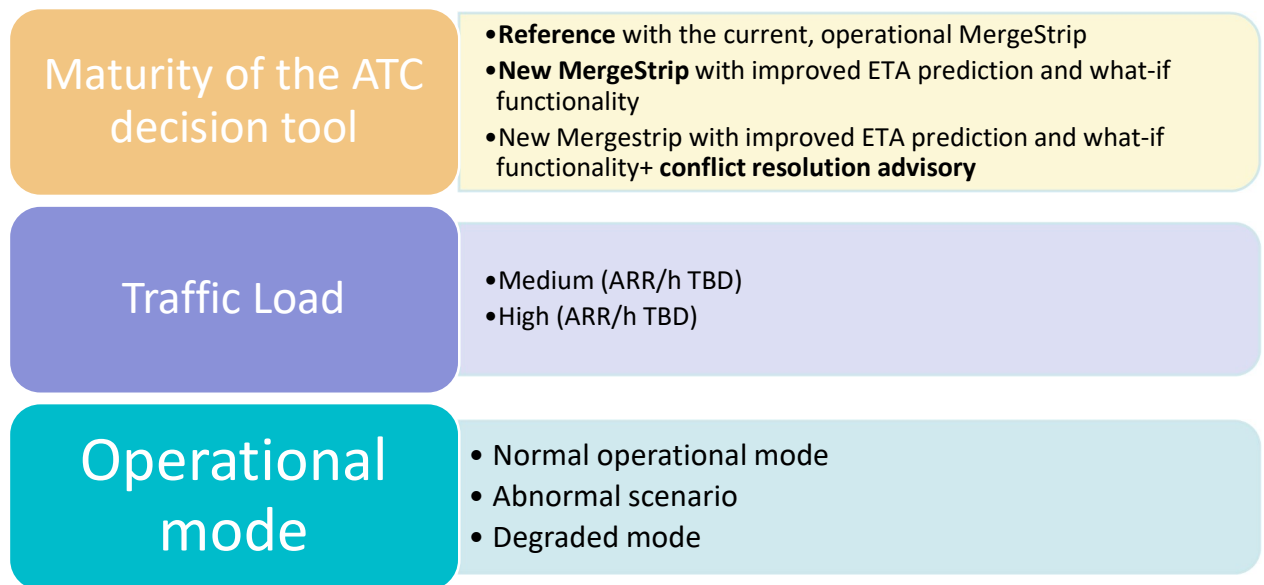 Maturity of the ATC
decision tool
•Reference with the current, operational MergeStrip
•New MergeStrip with improved ETA prediction and what-if
functionality
•New Mergestrip with improved ETA prediction and what-if
functionality+ conflict resolution advisory
Traffic Load
•Medium (ARR/h TBD)
•High (ARR/h TBD)
Operational
mode
• Normal operational mode
• Abnormal scenario
• Degraded mode